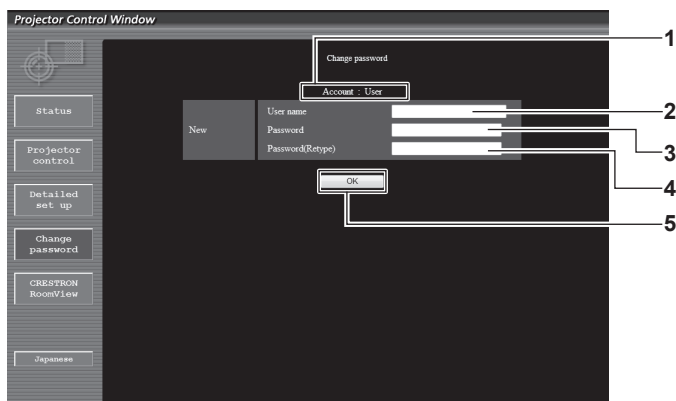 Projector Control Window
1
Change password
Account : User
Status
User name
2
New
Password
3
Projector control
Password(Retype)
4
OK
Detailed set up
5
Change password
CRESTRON RoomView
Japanese